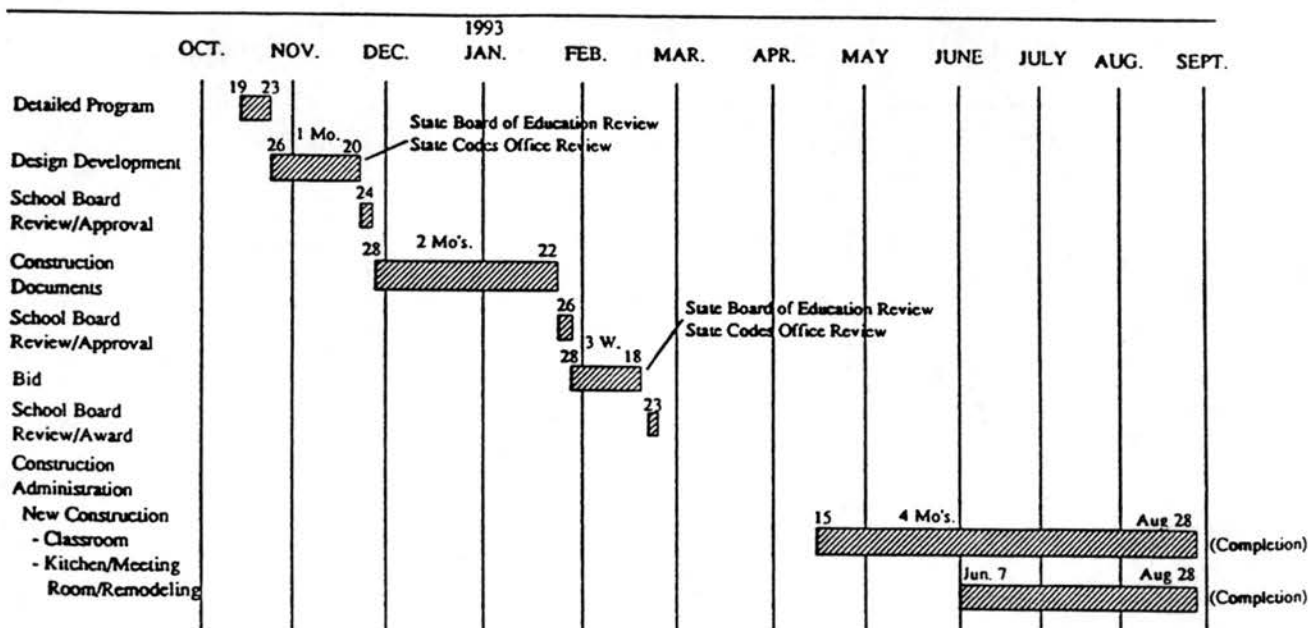 1993
OCT. NOV. DEC. JAN. FEB. MAR. APR. MAY JUNE JULY AUG. SEPT.
Detailed Program 19 23
1 Mo. State Board of Education Review
26 20 State Codes Office Review
Design Development
School Board 24
Review/Approval
28 2 Mo's. 22
Construction
Documents
School Board 26 State Board of Education Review
Review/Approval 3 W. State Codes Office Review
28 18
Bid
School Board 23
Review/Award
Construction
Administration
New Construction 15 4 Mo's. Aug 28
- Classroom (Completion)
- Kitchen/Meeting Jun. 7 Aug 28
Room/Remodeling (Completion)